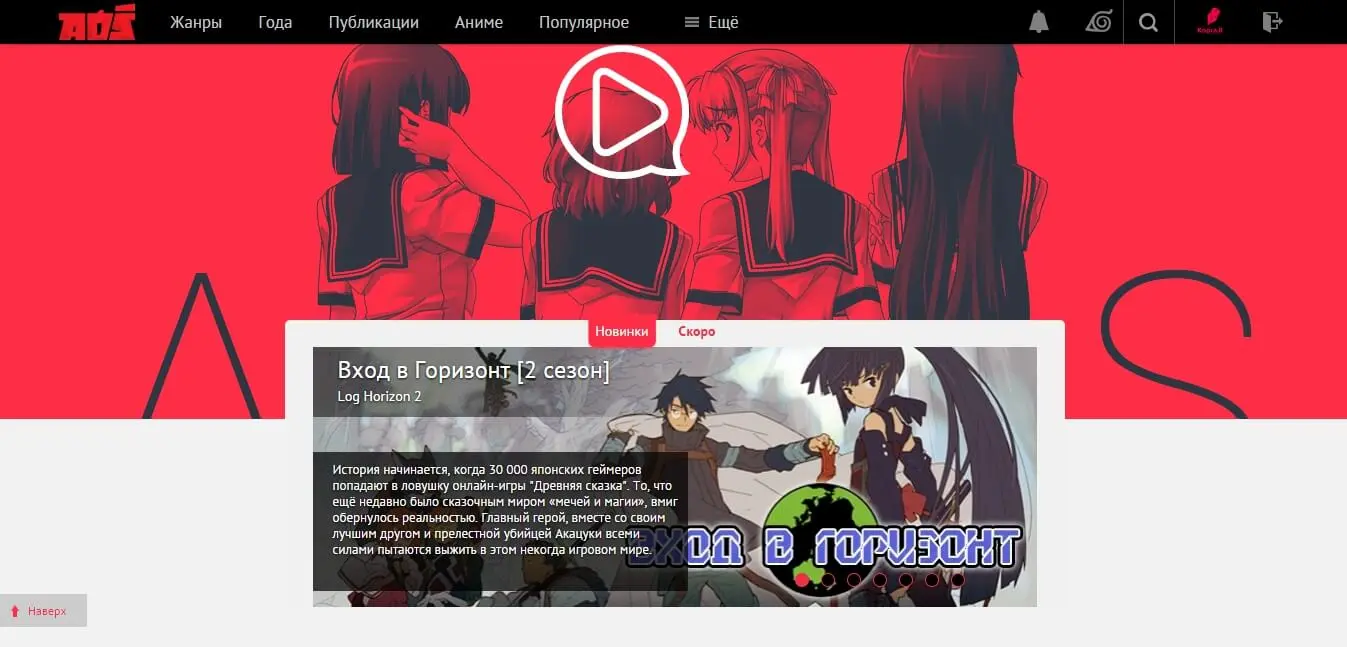 AOS
Жанры
Года
Публикации
Аниме
Популярное
Ещё
A S
Новинки
Скоро
Вход в Горизонт [2 сезон]
Log Horizon 2
История начинается, когда 30 000 японских геймеров
попадают в ловушку онлайн-игры "Древняя сказка". То, что
ещё недавно было сказочным миром «мечей и магии», вмиг
обернулось реальностью. Главный герой, вместе со своим
лучшим другом и прелестной убийцей Акацуки всеми
силами пытаются выжить в этом некогда игровом мире.
ВХОД В ГОРИЗОНТ
Наверх